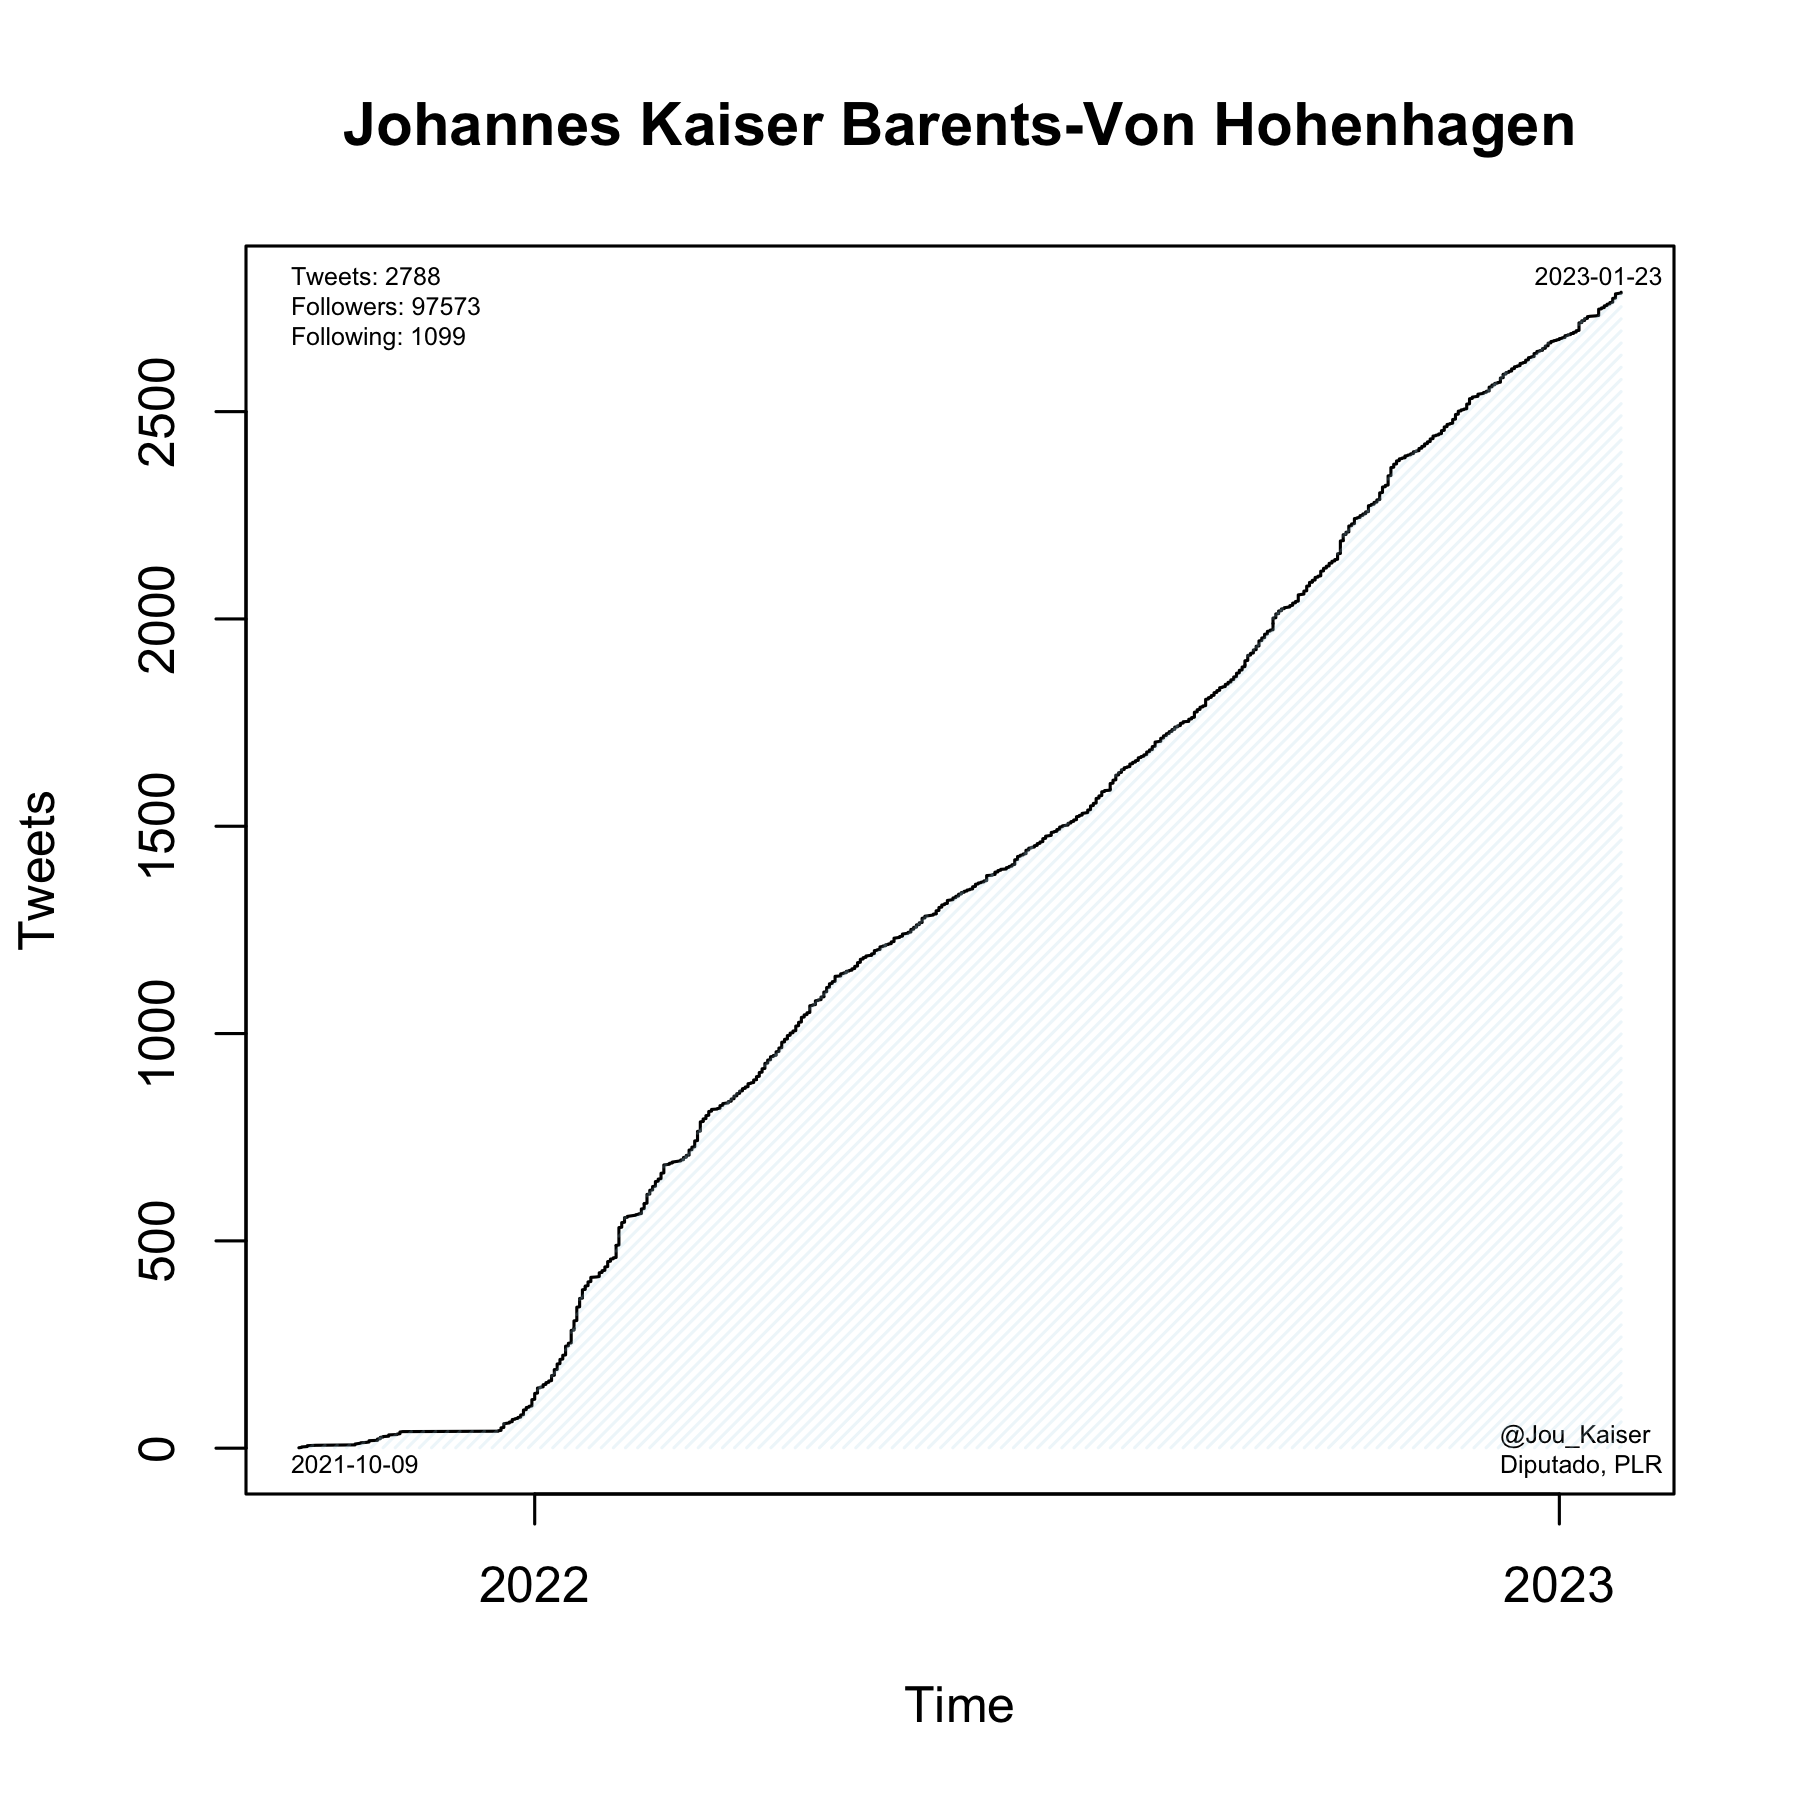 Johannes Kaiser Barents-Von Hohenhagen
Tweets: 2788
Followers: 97573
Following: 1099
2023-01-23
2500
2000
1500
1000
500
0
Tweets
2021-10-09
@Jou_Kaiser
Diputado, PLR
2022
2023
Time